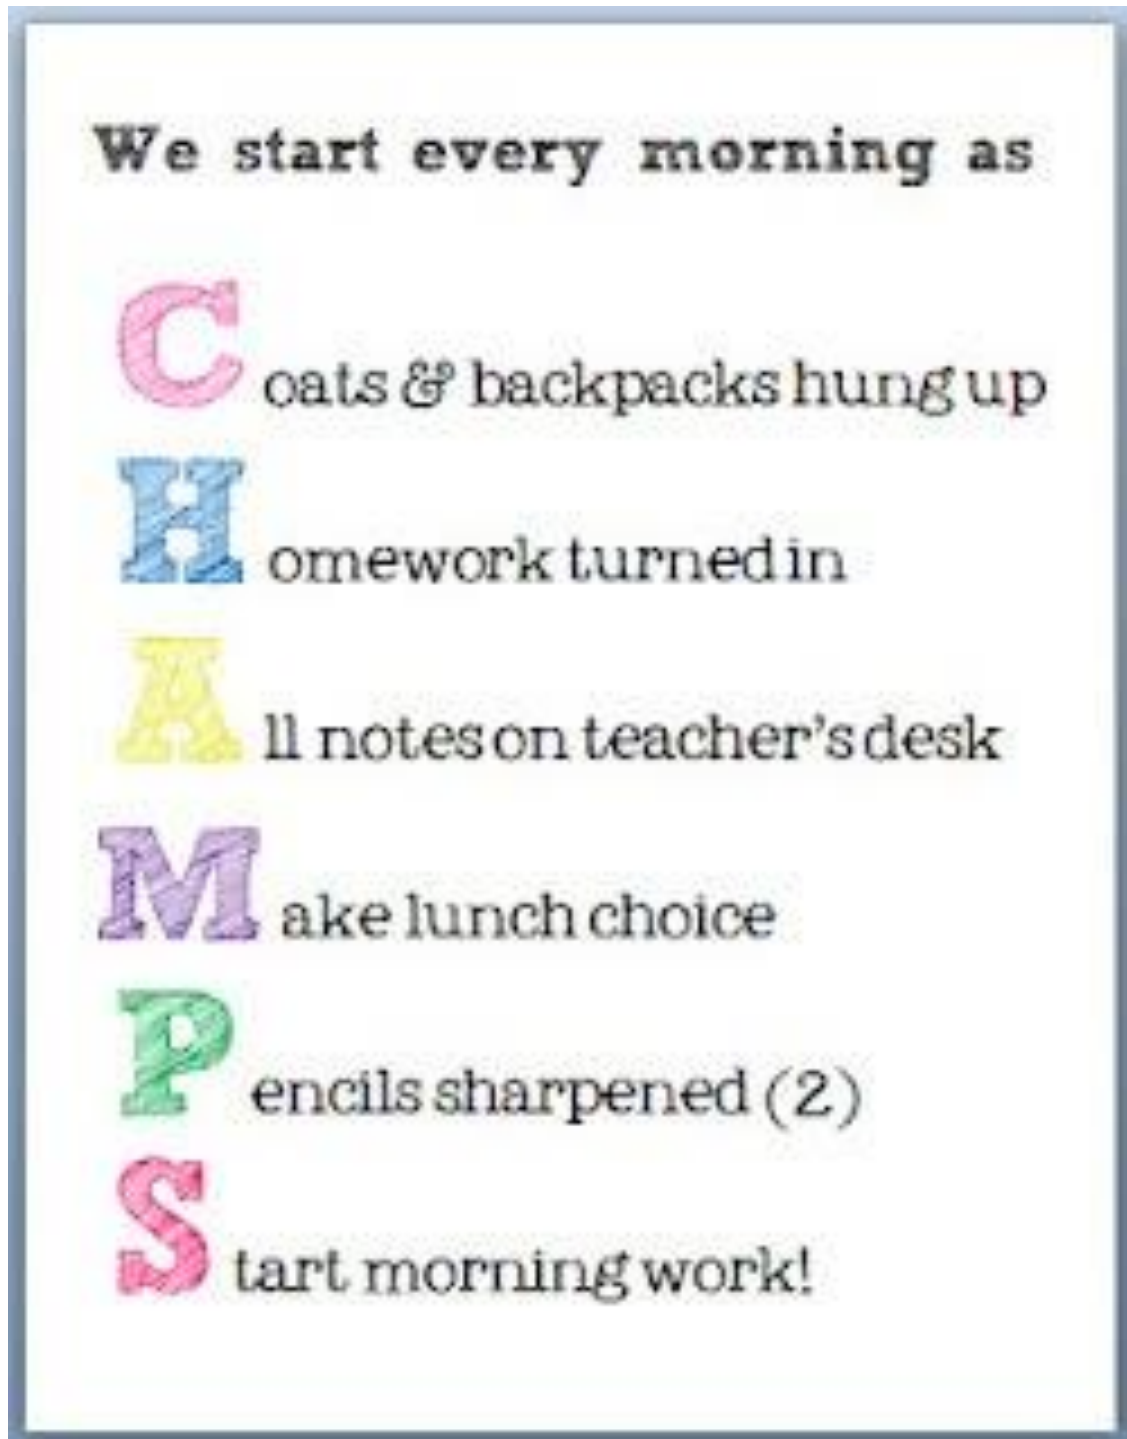 We start every morning as
Coats & backpacks hung up
Homework turned in
All notes on teacher's desk
Make lunch choice
Pencils sharpened (2)
Start morning work!